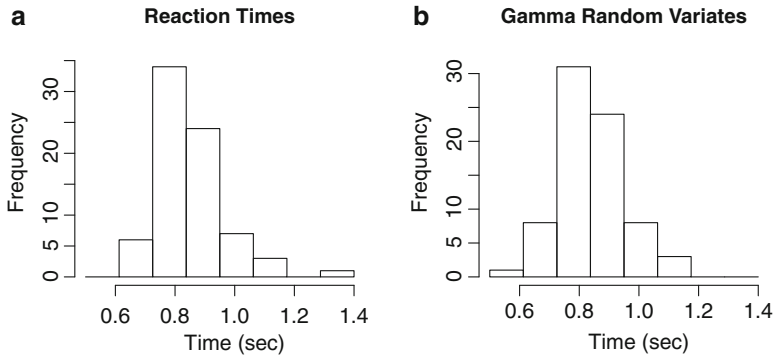 a
Reaction Times
Frequency
0 5 10 20 30
0.6 0.8 1.0 1.2 1.4
Time (sec)
b
Gamma Random Variates
Frequency
0 5 10 20 30
0.6 0.8 1.0 1.2 1.4
Time (sec)